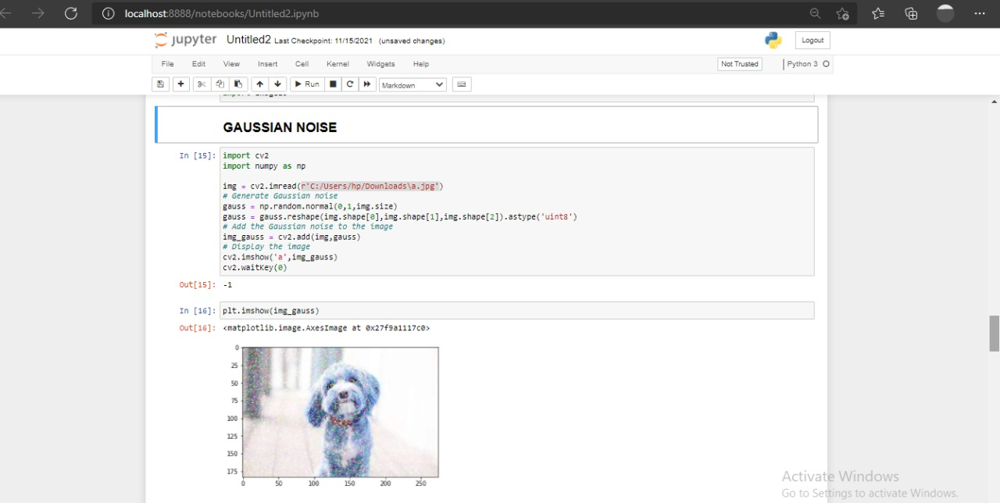 localhost:8888/notebooks/Untitled2.ipynb
jupyter Untitled2 Last Checkpoint: 11/15/2021 (unsaved changes)
Logout
File Edit View Insert Cell Kernel Widgets Help
Not Trusted
Python 3
Run
Markdown
GAUSSIAN NOISE
In [15]: import cv2
import numpy as np
img = cv2.imread(r'C:/Users/hp/Downloads\a.jpg')
# Generate Gaussian noise
gauss = np.random.normal(0,1,img.size)
gauss = gauss.reshape(img.shape[0],img.shape[1],img.shape[2]).astype('uint8')
# Add the Gaussian noise to the image
img_gauss = cv2.add(img,gauss)
# Display the image
cv2.imshow('a',img_gauss)
cv2.waitKey(0)
Out[15]: -1
In [16]: plt.imshow(img_gauss)
Out[16]: <matplotlib.image.AxesImage at 0x27f9a1117c0>
0
25
50
75
100
125
150
175
0 50 100 150 200 250
Activate Windows
Go to Settings to activate Windows.